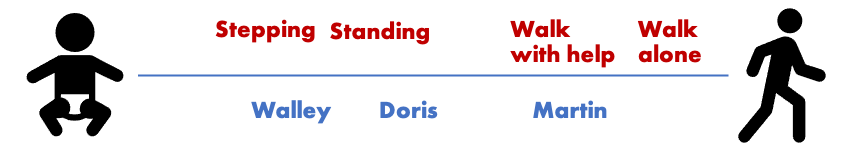 Stepping
Standing
Walk
with help
Walk
alone
Walley
Doris
Martin